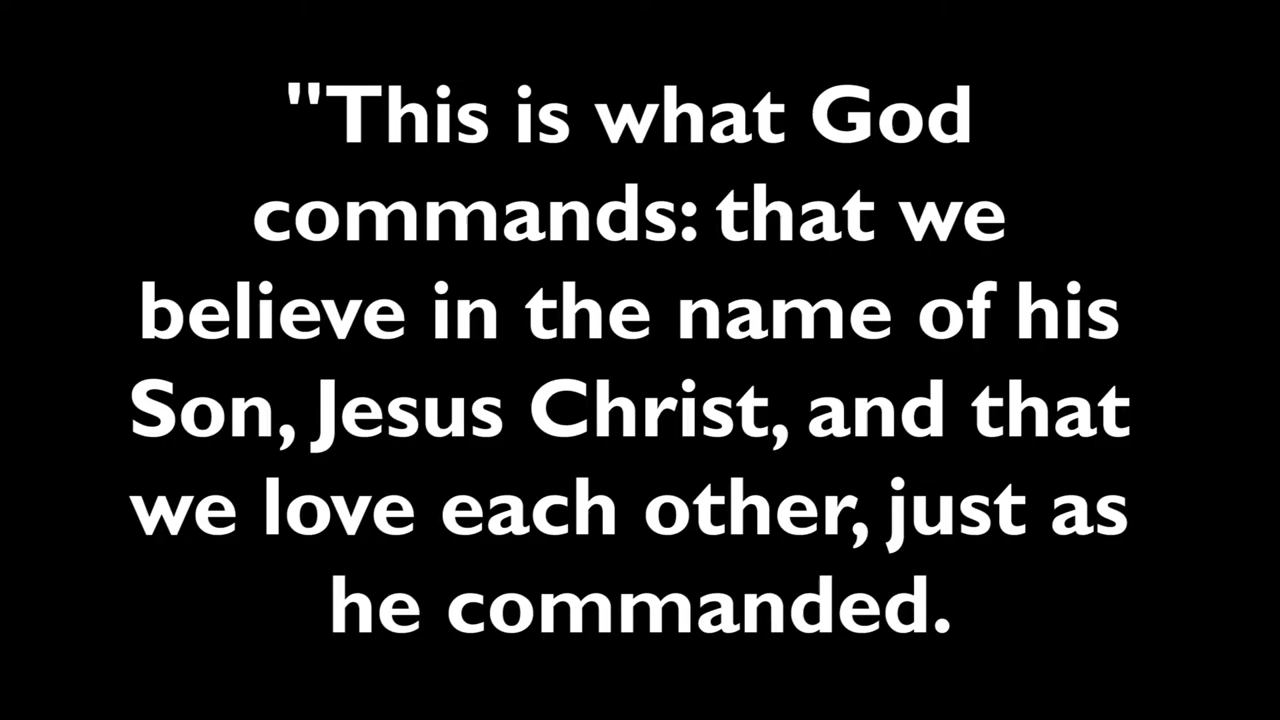 "This is what God
commands: that we
believe in the name of his
Son, Jesus Christ, and that
we love each other, just as
he commanded.